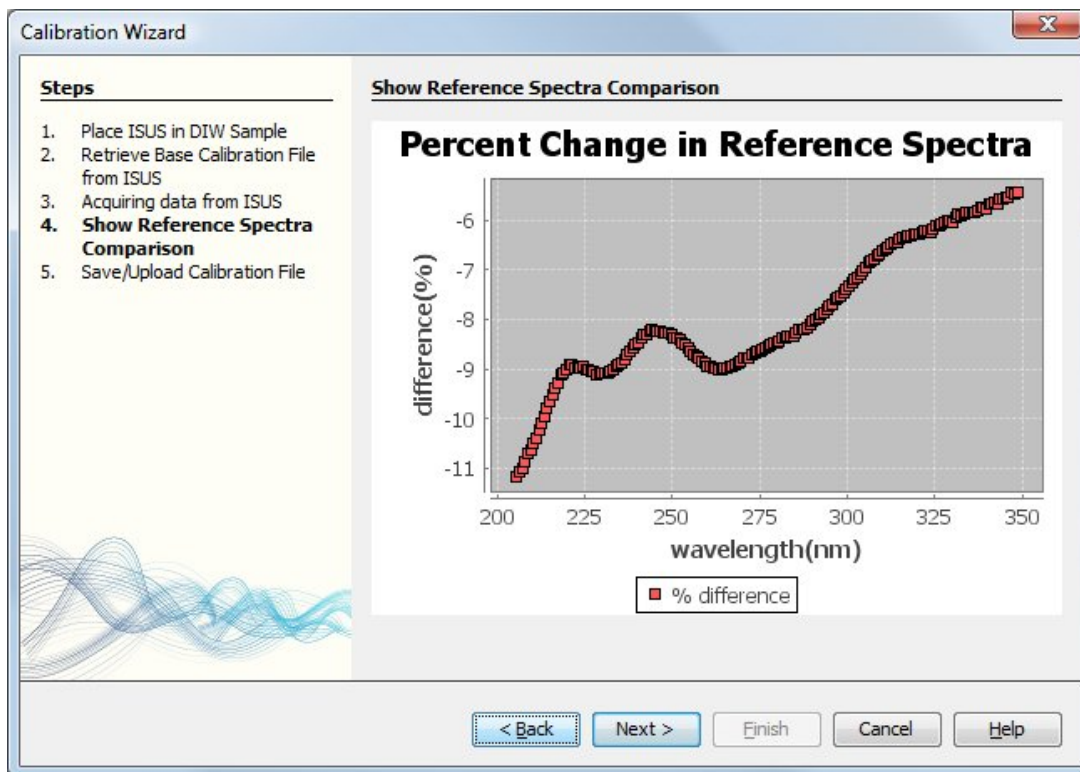 Calibration Wizard
Steps
1. Place ISUS in DIW Sample
2. Retrieve Base Calibration File
from ISUS
3. Acquiring data from ISUS
4. Show Reference Spectra
Comparison
5. Save/Upload Calibration File
Show Reference Spectra Comparison
Percent Change in Reference Spectra
difference(%)
-6
-7
-8
-9
-10
-11
200 225 250 275 300 325 350
wavelength(nm)
% difference
< Back Next > Finish Cancel Help